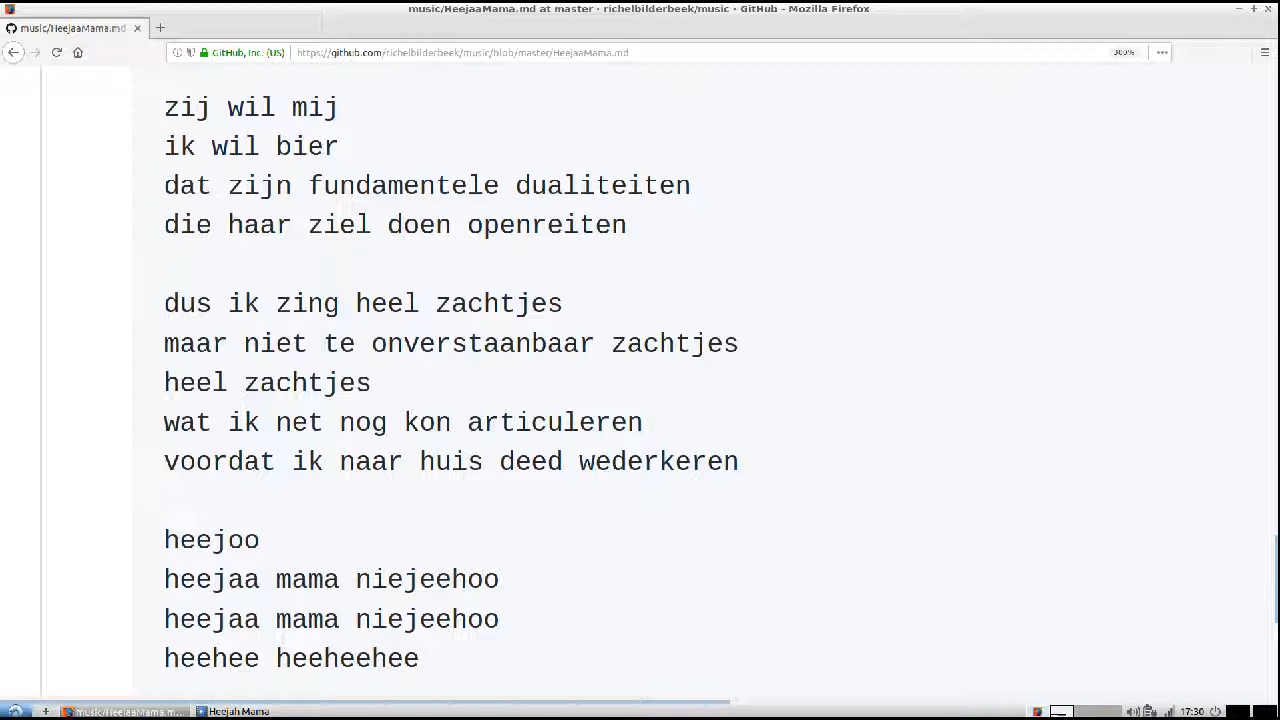 music/HeejaaMama.md at master · richelbilderbeek/music · GitHub - Mozilla Firefox
music/HeejaaMama.md
GitHub, Inc. (US)
https://github.com/richelbilderbeek/music/blob/master/HeejaaMama.md
300%
zij wil mij
ik wil bier
dat zijn fundamentele dualiteiten
die haar ziel doen openreiten
dus ik zing heel zachtjes
maar niet te onverstaanbaar zachtjes
heel zachtjes
wat ik net nog kon articuleren
voordat ik naar huis deed wederkeren
heejoo
heejaa mama niejeehoo
heejaa mama niejeehoo
heehee heeheehee
music/HeejaaMama.m...
Heejah Mama
17:30